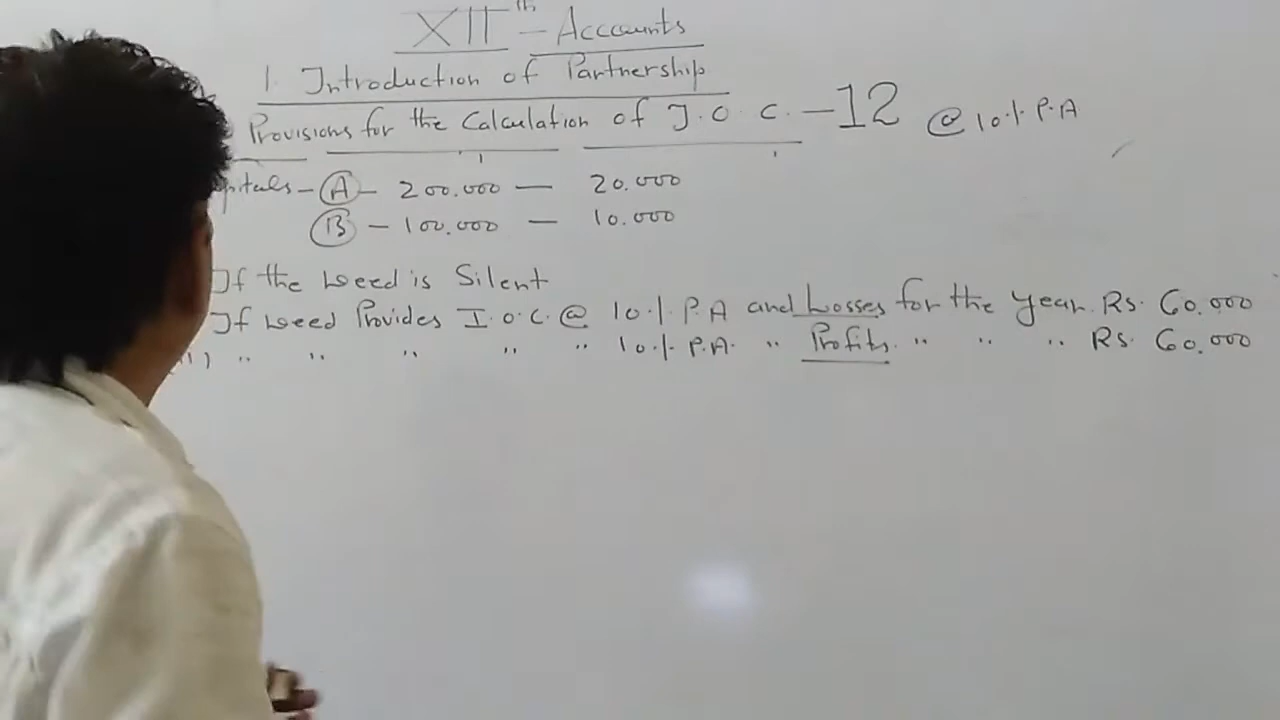 XIIth - Accounts
1. Introduction of Partnership
Provisions for the Calculation of I.O.C. - 12 @ 10% P.A
pitals - A - 200.000 — 20.000
B - 100.000 — 10.000
If the Deed is Silent
If Deed Provides I.O.C. @ 10% P.A and Losses for the year. Rs. 60.000
") " " " " " 10% P.A. " Profits. " " " Rs. 60.000